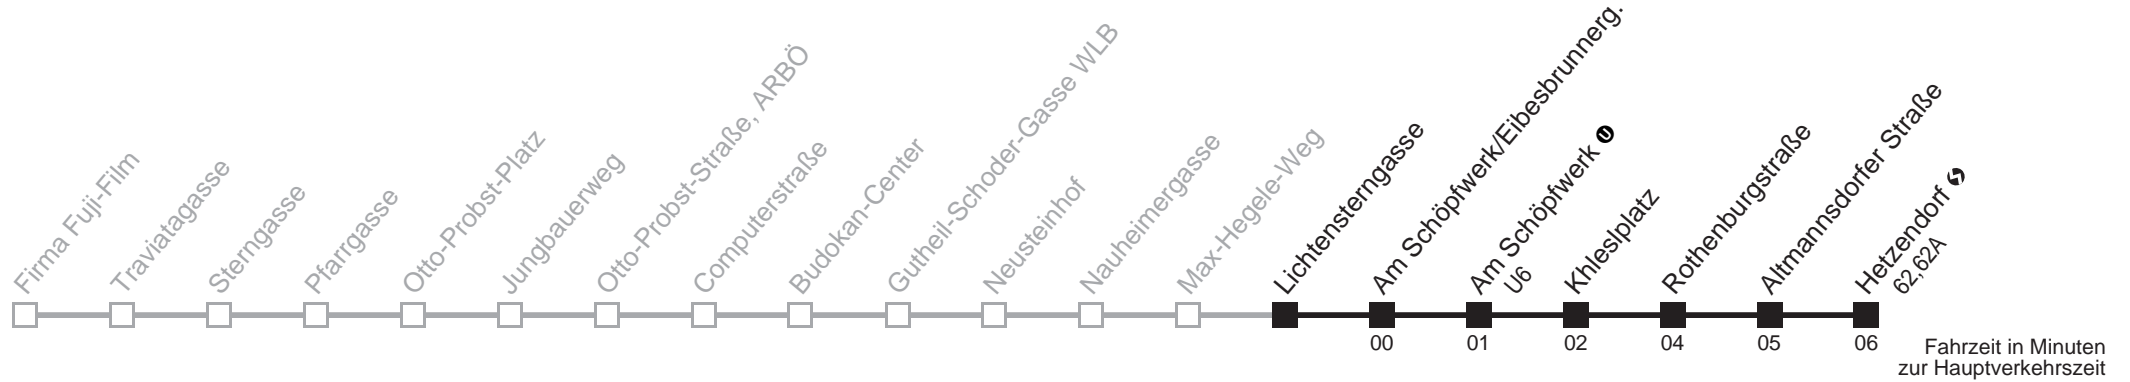 Firma Fuji-Film
Traviatagasse
Sterngasse
Pfarrgasse
Otto-Probst-Platz
Jungbauerweg
Otto-Probst-Straße, ARBÖ
Computerstraße
Budokan-Center
Gutheil-Schoder-Gasse WLB
Neusteinhof
Nauheimergasse
Max-Hegele-Weg
Lichtensterngasse
Am Schöpfwerk/Eibesbrunnerg.
Am Schöpfwerk U
U6
Khleslplatz
Rothenburgstraße
Altmannsdorfer Straße
Hetzendorf
62,62A
00 01 02 04 05 06
Fahrzeit in Minuten
zur Hauptverkehrszeit